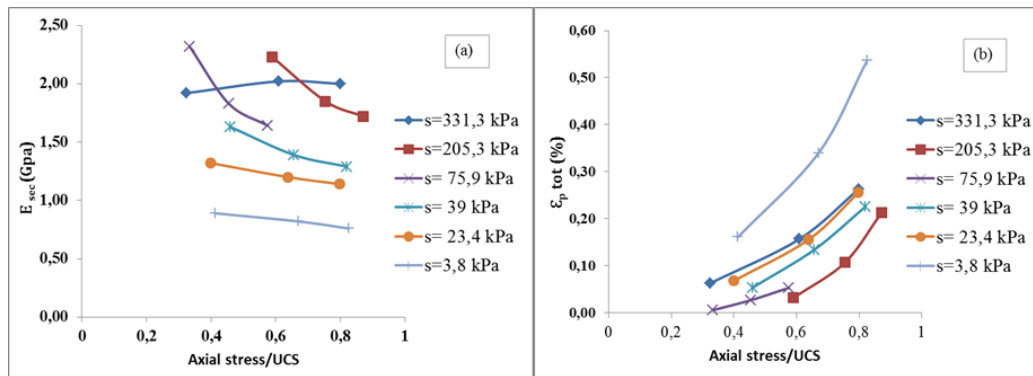 2,50
2,00
1,50
1,00
0,50
0,00
E sec (Gpa)
0
0,2
0,4
0,6
0,8
1
Axial stress/UCS
(a)
s=331,3 kPa
s=205,3 kPa
s= 75,9 kPa
s= 39 kPa
s= 23,4 kPa
s=3,8 kPa
0,60
0,50
0,40
0,30
0,20
0,10
0,00
Ɛp tot (%)
0
0,2
0,4
0,6
0,8
1
Axial stress/UCS
(b)
s=331,3 kPa
s=205,3 kPa
s= 75,9 kPa
s= 39 kPa
s= 23,4 kPa
s=3,8 kPa